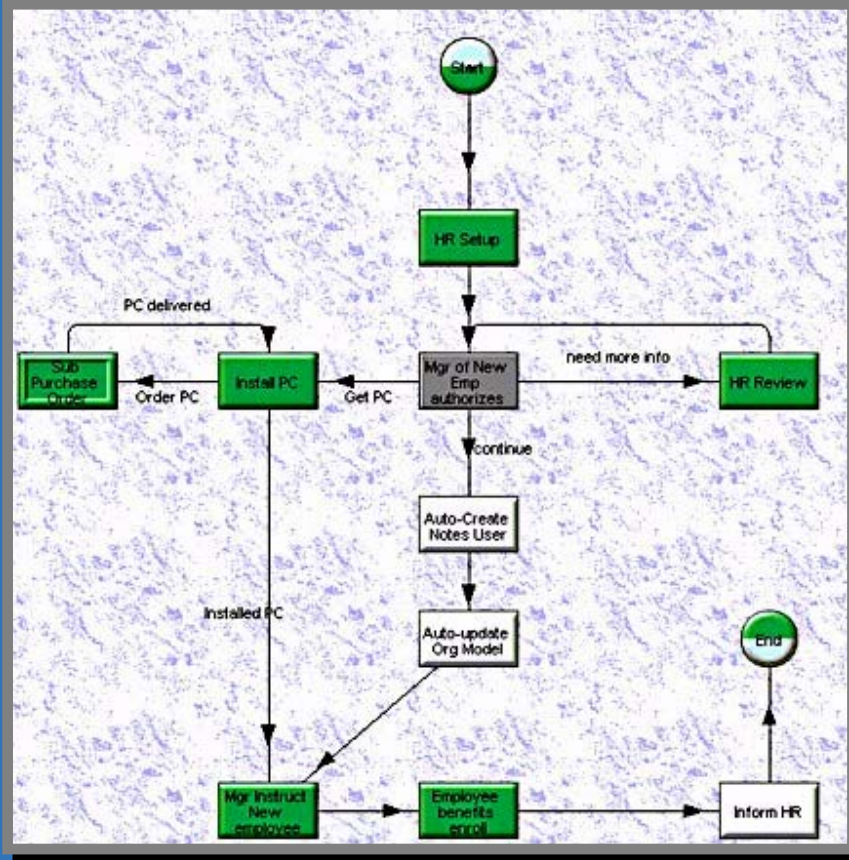 Start
HR Setup
PC delivered
Sub
Purchase
Order
Order PC
Install PC
Get PC
Mgr of New
Emp
authorizes
need more info
HR Review
continue
Auto-Create
Notes User
Installed PC
Auto-update
Org Model
End
Mgr Instruct
New
employee
Employee
benefits
enroll
Inform HR